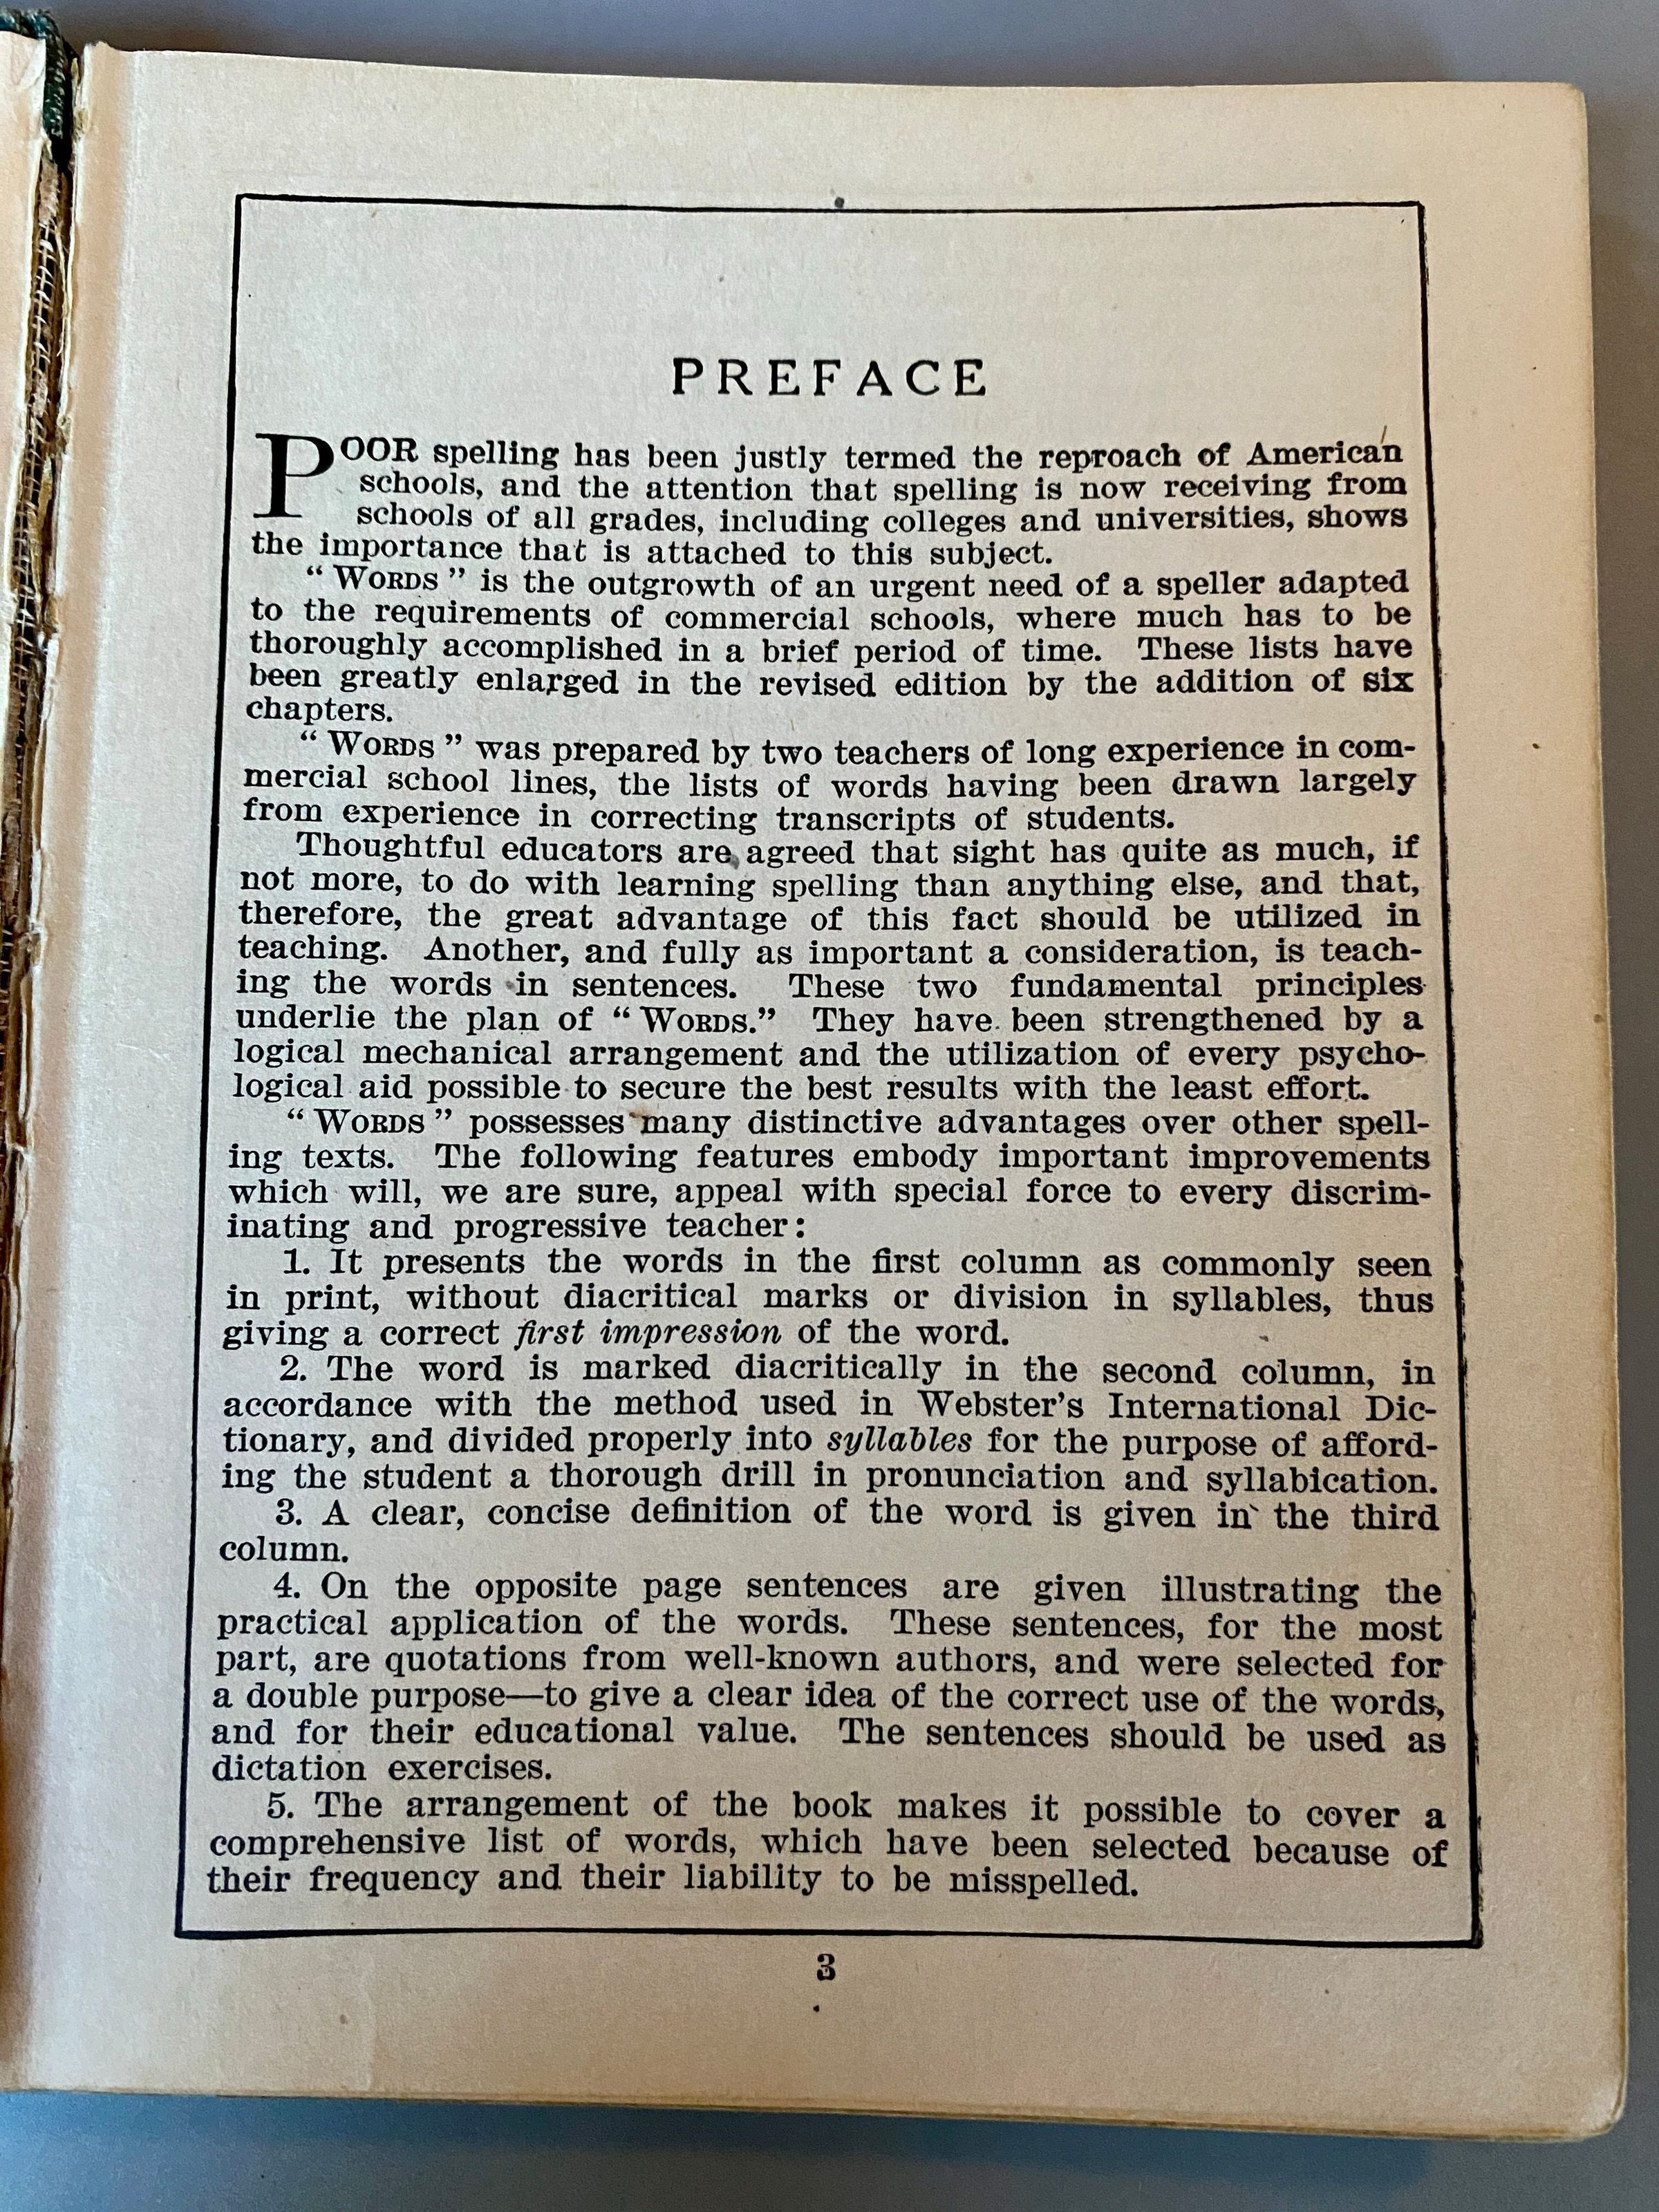 PREFACE
POOR spelling has been justly termed the reproach of American
schools, and the attention that spelling is now receiving from
schools of all grades, including colleges and universities, shows
the importance that is attached to this subject.
“ WORDS ” is the outgrowth of an urgent need of a speller adapted
to the requirements of commercial schools, where much has to be
thoroughly accomplished in a brief period of time. These lists have
been greatly enlarged in the revised edition by the addition of six
chapters.
“ WORDS ” was prepared by two teachers of long experience in com-
mercial school lines, the lists of words having been drawn largely
from experience in correcting transcripts of students.
Thoughtful educators are agreed that sight has quite as much, if
not more, to do with learning spelling than anything else, and that,
therefore, the great advantage of this fact should be utilized in
teaching. Another, and fully as important a consideration, is teach-
ing the words in sentences. These two fundamental principles
underlie the plan of “ WORDS.” They have been strengthened by a
logical mechanical arrangement and the utilization of every psycho-
logical aid possible to secure the best results with the least effort.
“ WORDS ” possesses many distinctive advantages over other spell-
ing texts. The following features embody important improvements
which will, we are sure, appeal with special force to every discrim-
inating and progressive teacher:
1. It presents the words in the first column as commonly seen
in print, without diacritical marks or division in syllables, thus
giving a correct first impression of the word.
2. The word is marked diacritically in the second column, in
accordance with the method used in Webster's International Dic-
tionary, and divided properly into syllables for the purpose of afford-
ing the student a thorough drill in pronunciation and syllabication.
3. A clear, concise definition of the word is given in the third
column.
4. On the opposite page sentences are given illustrating the
practical application of the words. These sentences, for the most
part, are quotations from well-known authors, and were selected for
a double purpose—to give a clear idea of the correct use of the words,
and for their educational value. The sentences should be used as
dictation exercises.
5. The arrangement of the book makes it possible to cover a
comprehensive list of words, which have been selected because of
their frequency and their liability to be misspelled.
3